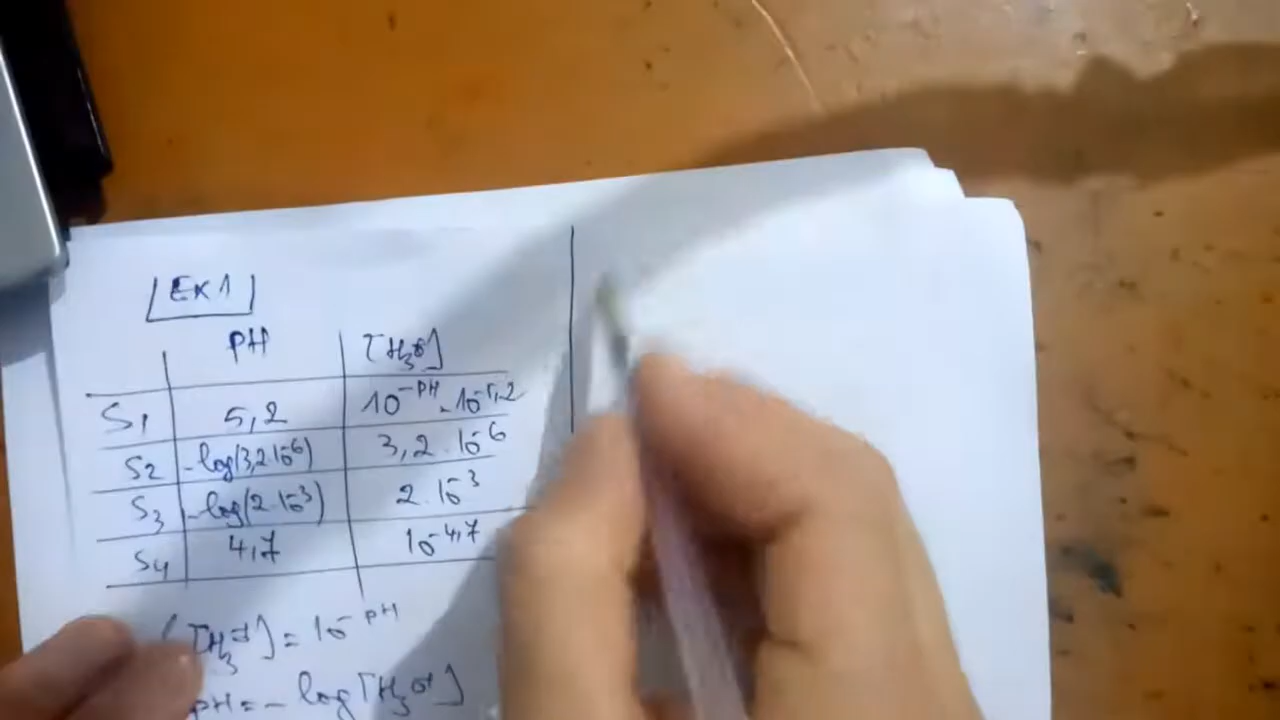 EX1
PH [H3O+]
S1 5,2 10^-PH = 10^-5,2
S2 -log(3,2.10^-6) 3,2.10^-6
S3 -log(2.10^-3) 2.10^-3
S4 4,7 10^-4,7
[H3O+] = 10^-PH
PH = - log[H3O+]